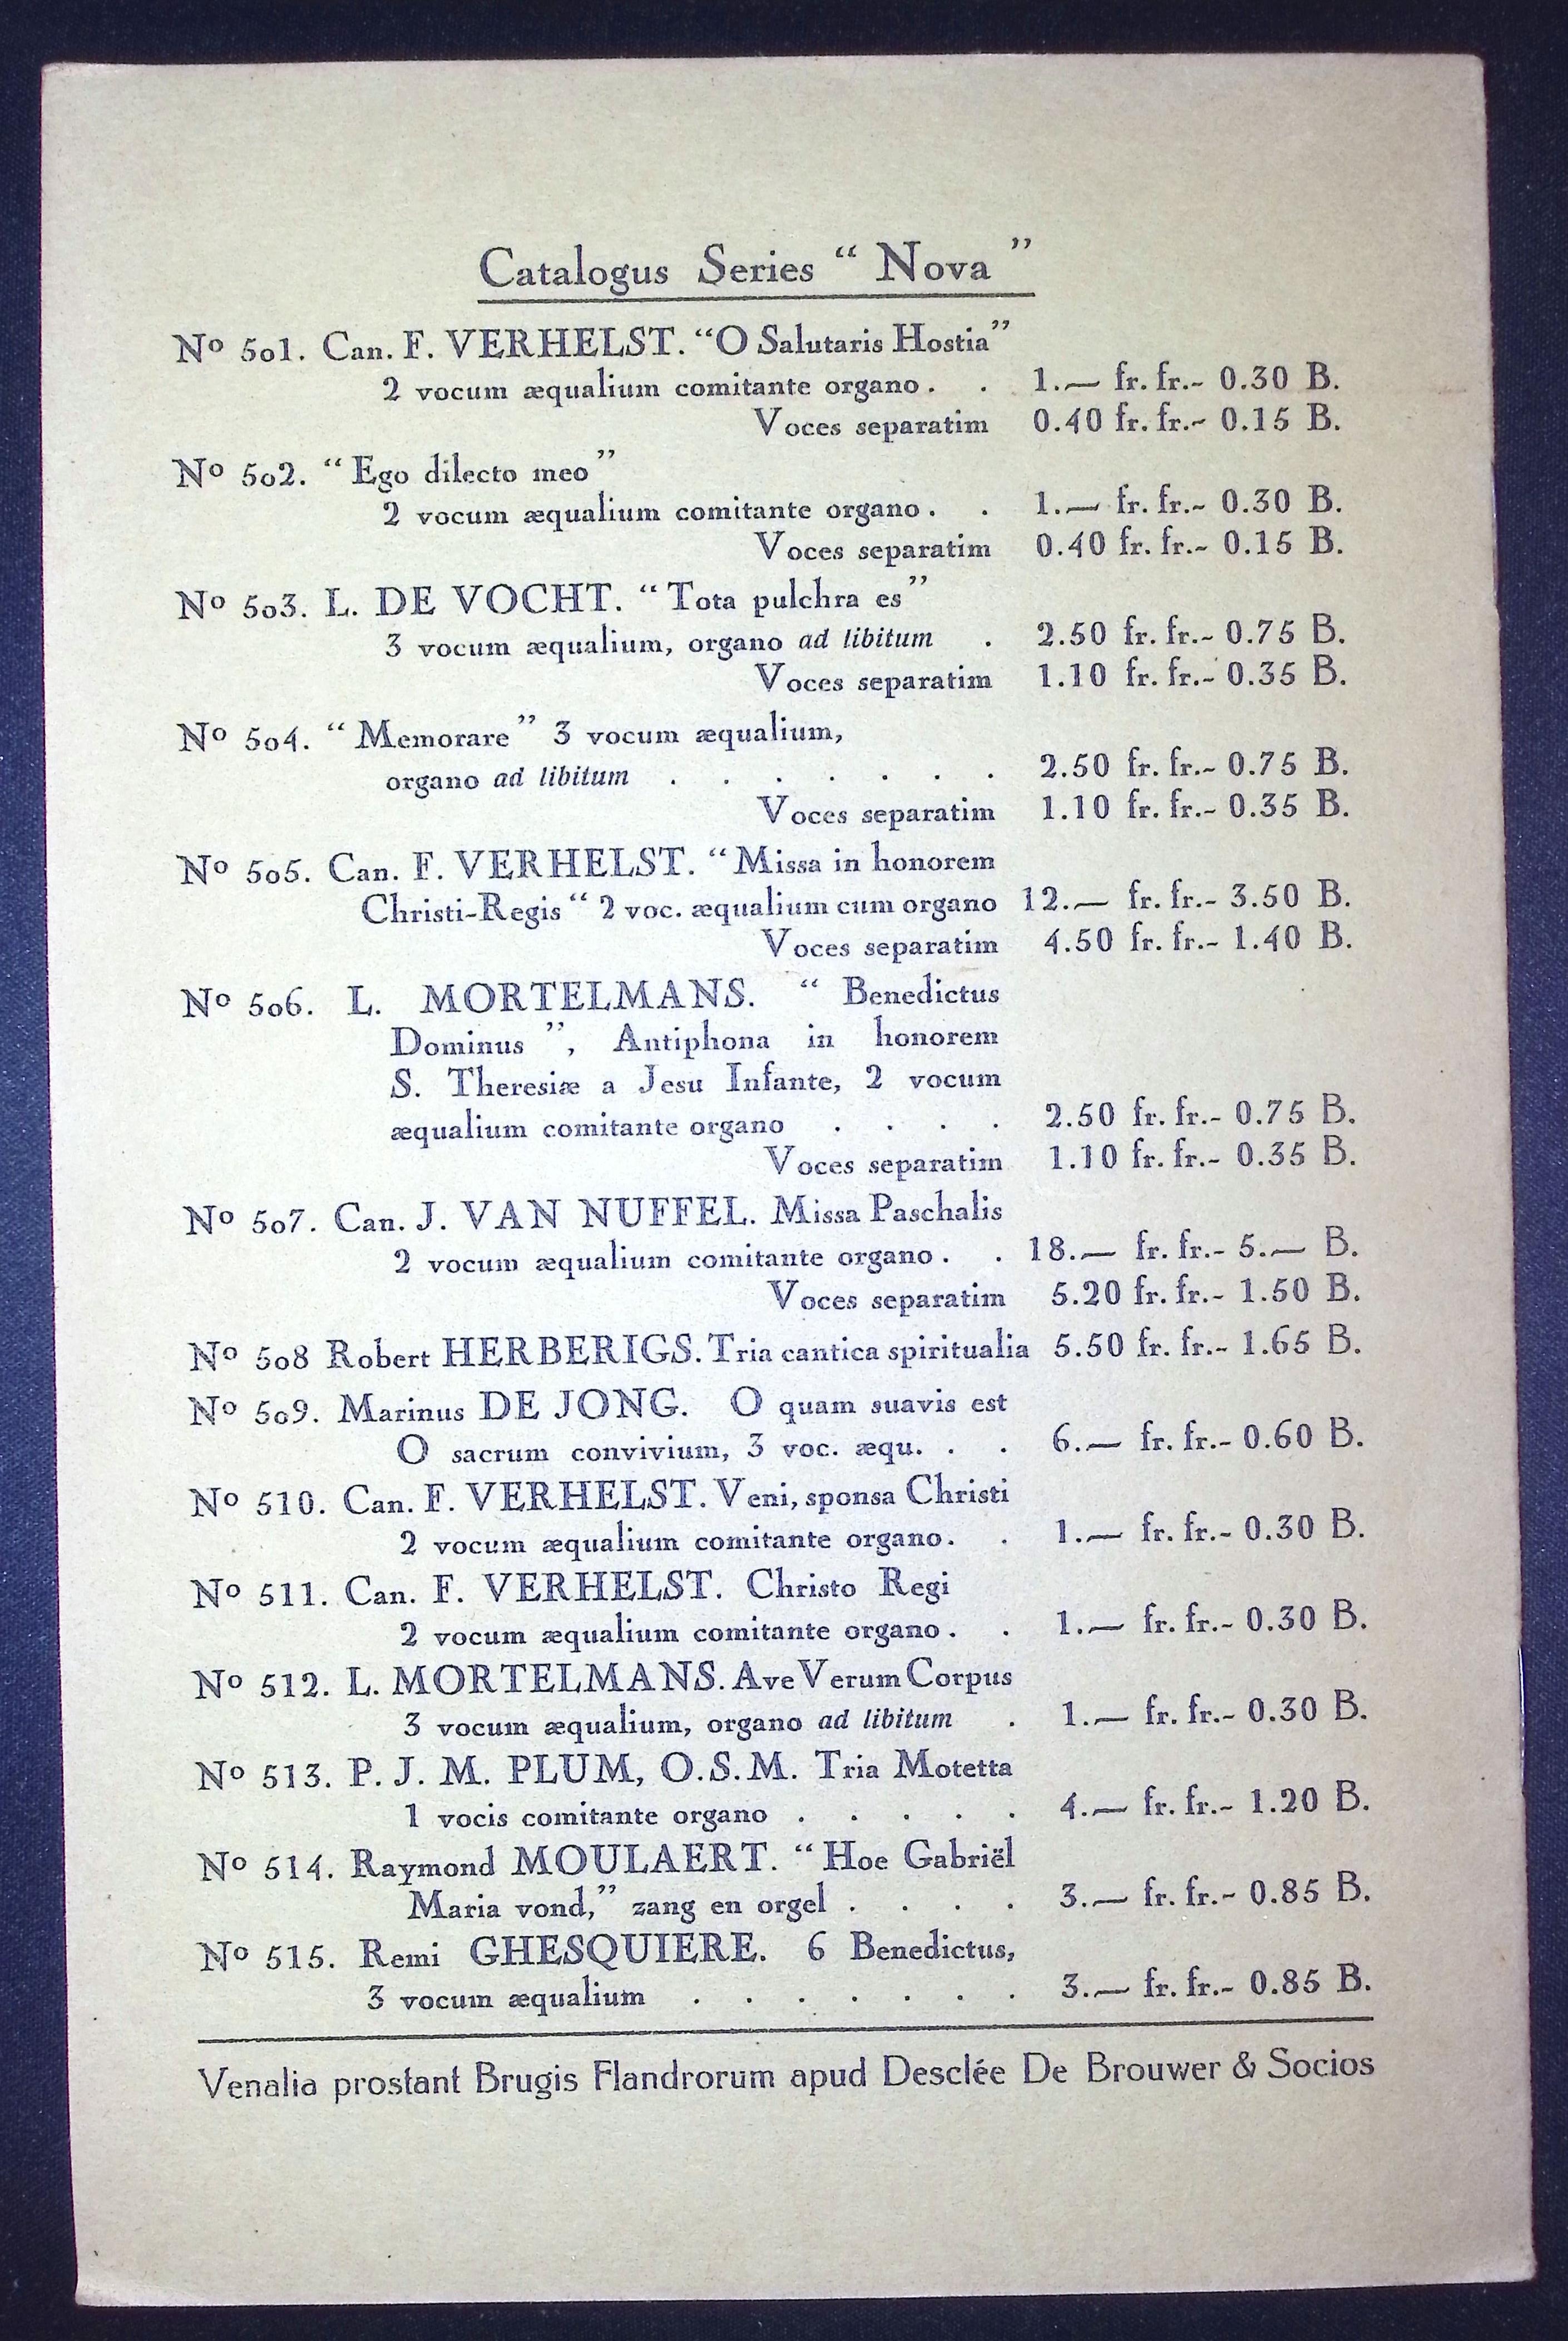 Catalogus Series “ Nova ”
Nº 501. Can. F. VERHELST. “O Salutaris Hostia”
2 vocum æqualium comitante organo . . 1.— fr. fr.- 0.30 B.
Voces separatim 0.40 fr. fr.- 0.15 B.
Nº 502. “ Ego dilecto meo ”
2 vocum æqualium comitante organo . . 1.— fr. fr.- 0.30 B.
Voces separatim 0.40 fr. fr.- 0.15 B.
Nº 503. L. DE VOCHT. “ Tota pulchra es ”
3 vocum æqualium, organo ad libitum . 2.50 fr. fr.- 0.75 B.
Voces separatim 1.10 fr. fr.- 0.35 B.
Nº 504. “ Memorare ” 3 vocum æqualium,
organo ad libitum . . . . . . . 2.50 fr. fr.- 0.75 B.
Voces separatim 1.10 fr. fr.- 0.35 B.
Nº 505. Can. F. VERHELST. “ Missa in honorem
Christi-Regis “ 2 voc. æqualium cum organo 12.— fr. fr.- 3.50 B.
Voces separatim 4.50 fr. fr.- 1.40 B.
Nº 506. L. MORTELMANS. “ Benedictus
Dominus ”, Antiphona in honorem
S. Theresiæ a Jesu Infante, 2 vocum
æqualium comitante organo . . . . 2.50 fr. fr.- 0.75 B.
Voces separatim 1.10 fr. fr.- 0.35 B.
Nº 507. Can. J. VAN NUFFEL. Missa Paschalis
2 vocum æqualium comitante organo . . 18.— fr. fr.- 5.— B.
Voces separatim 5.20 fr. fr.- 1.50 B.
Nº 508 Robert HERBERIGS. Tria cantica spiritualia 5.50 fr. fr.- 1.65 B.
Nº 509. Marinus DE JONG. O quam suavis est
O sacrum convivium, 3 voc. æqu. . . 6.— fr. fr.- 0.60 B.
Nº 510. Can. F. VERHELST. Veni, sponsa Christi
2 vocum æqualium comitante organo. . 1.— fr. fr.- 0.30 B.
Nº 511. Can. F. VERHELST. Christo Regi
2 vocum æqualium comitante organo . . 1.— fr. fr.- 0.30 B.
Nº 512. L. MORTELMANS. Ave Verum Corpus
3 vocum æqualium, organo ad libitum . 1.— fr. fr.- 0.30 B.
Nº 513. P. J. M. PLUM, O.S.M. Tria Motetta
1 vocis comitante organo . . . . . 4.— fr. fr.- 1.20 B.
Nº 514. Raymond MOULAERT. “ Hoe Gabriël
Maria vond,” zang en orgel . . . . 3.— fr. fr.- 0.85 B.
Nº 515. Remi GHESQUIERE. 6 Benedictus,
3 vocum æqualium . . . . . . . 3.— fr. fr.- 0.85 B.
Venalia prostant Brugis Flandrorum apud Desclée De Brouwer & Socios